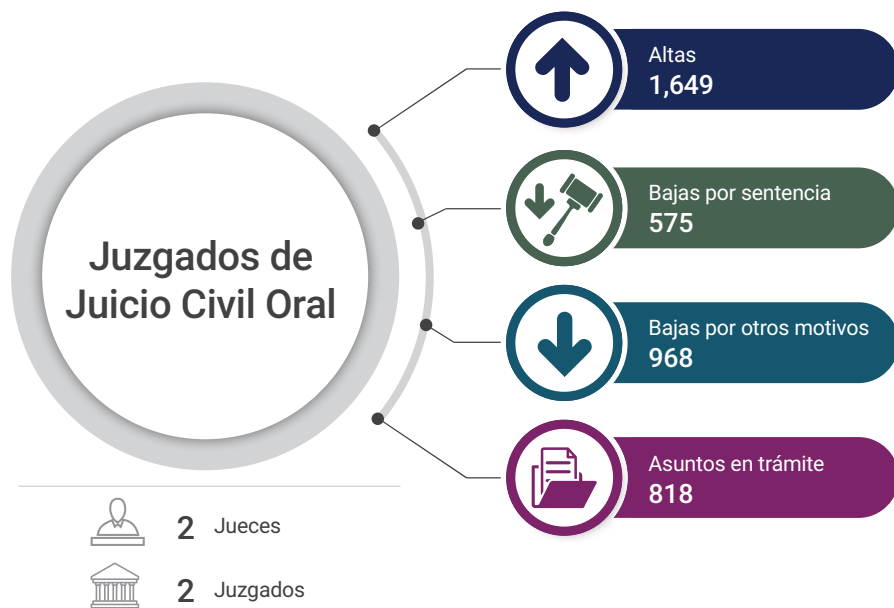 Juzgados de
Juicio Civil Oral
2 Jueces
2 Juzgados
Altas
1,649
Bajas por sentencia
575
Bajas por otros motivos
968
Asuntos en trámite
818